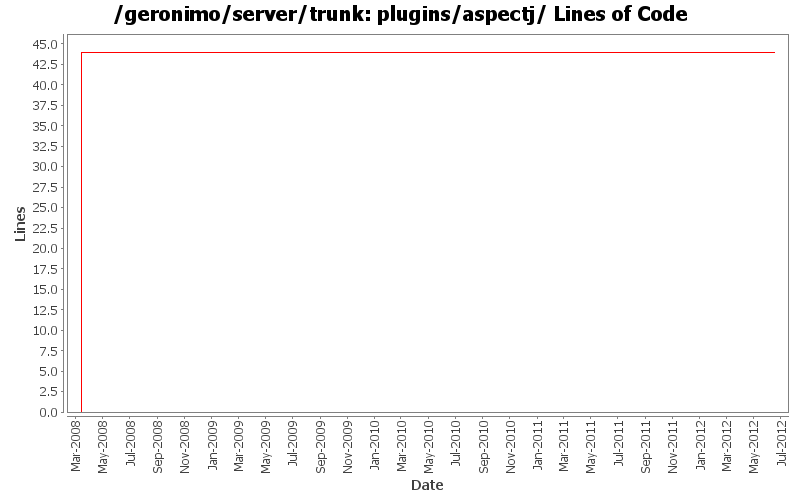 /geronimo/server/trunk: plugins/aspectj/ Lines of Code
45.0
42.5
40.0
37.5
35.0
32.5
30.0
27.5
25.0
22.5
20.0
17.5
15.0
12.5
10.0
7.5
5.0
2.5
0.0
Lines
Mar-2008
May-2008
Jul-2008
Sep-2008
Nov-2008
Jan-2009
Mar-2009
May-2009
Jul-2009
Sep-2009
Nov-2009
Jan-2010
Mar-2010
May-2010
Jul-2010
Sep-2010
Nov-2010
Jan-2011
Mar-2011
May-2011
Jul-2011
Sep-2011
Nov-2011
Jan-2012
Mar-2012
May-2012
Jul-2012
Date